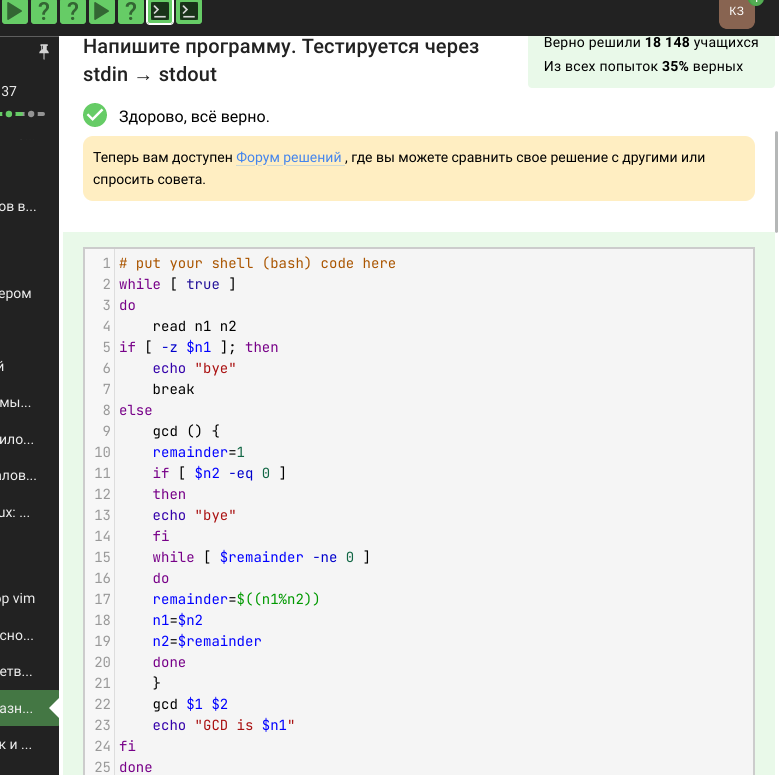 КЗ
Напишите программу. Тестируется через
stdin → stdout
Верно решили 18 148 учащихся
Из всех попыток 35% верных
37
Здорово, всё верно.
Теперь вам доступен Форум решений , где вы можете сравнить свое решение с другими или
спросить совета.
ов в...
ером
й
мы...
ило...
алов...
ux: ...
ор vim
сно...
етв...
азн...
к и ...
1 # put your shell (bash) code here
2 while [ true ]
3 do
4     read n1 n2
5 if [ -z $n1 ]; then
6     echo "bye"
7     break
8 else
9     gcd () {
10     remainder=1
11     if [ $n2 -eq 0 ]
12     then
13     echo "bye"
14     fi
15     while [ $remainder -ne 0 ]
16     do
17     remainder=$((n1%n2))
18     n1=$n2
19     n2=$remainder
20     done
21     }
22     gcd $1 $2
23     echo "GCD is $n1"
24 fi
25 done